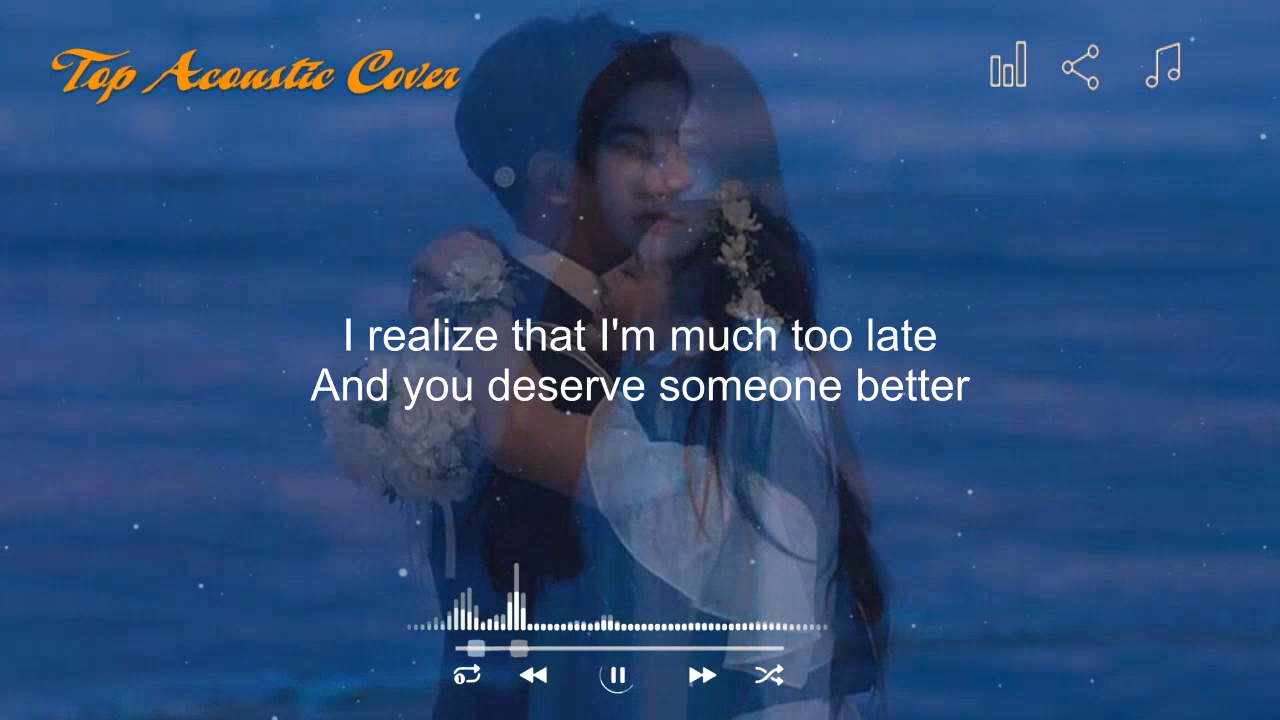 Top Acoustic Cover
I realize that I'm much too late
And you deserve someone better